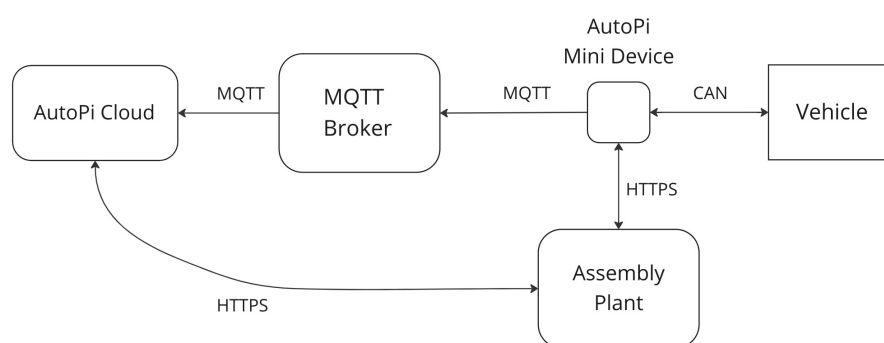 AutoPi
Mini Device
AutoPi Cloud
MQTT
MQTT
Broker
MQTT
CAN
Vehicle
HTTPS
Assembly
Plant
HTTPS